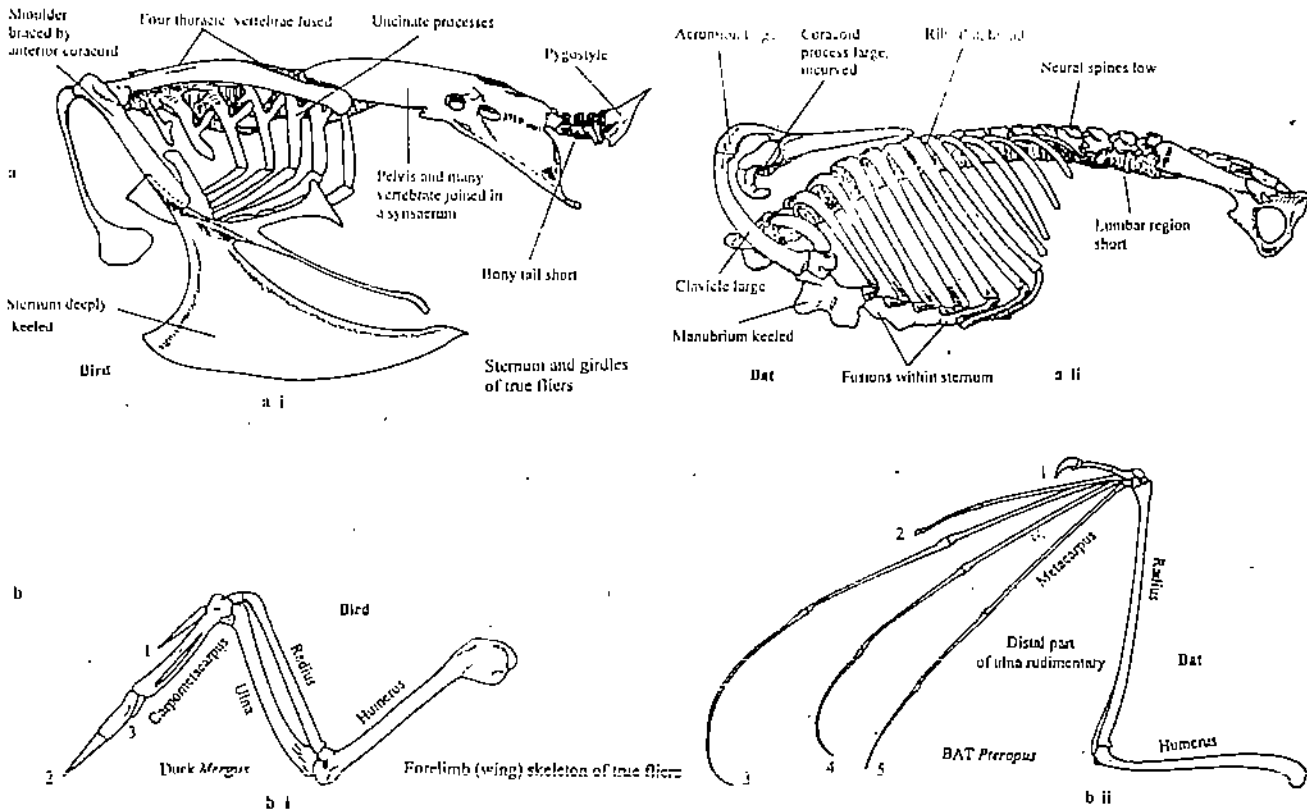 Shoulder
braced by
anterior coracoid
Four thoracic vertebrae fused
Uncinate processes
Pygostyle
a
Pelvis and many
vertebrate joined in
a synsacrum
Bony tail short
Sternum deeply
keeled
Bird
Sternum and girdles
of true fliers
a i
Acromion
Coracoid
process large,
incurved
Neural spines low
Lumbar region
short
Clavicle large
Manubrium keeled
Bat
Fusions within sternum
a ii
b
Bird
1
Carpometacarpus
3
2
Radius
Ulna
Humerus
Duck Mergus
Forelimb (wing) skeleton of true fliers
b i
1
2
Metacarpus
Radius
Distal part
of ulna rudimentary
Bat
Humerus
3
4
5
BAT Pteropus
b ii